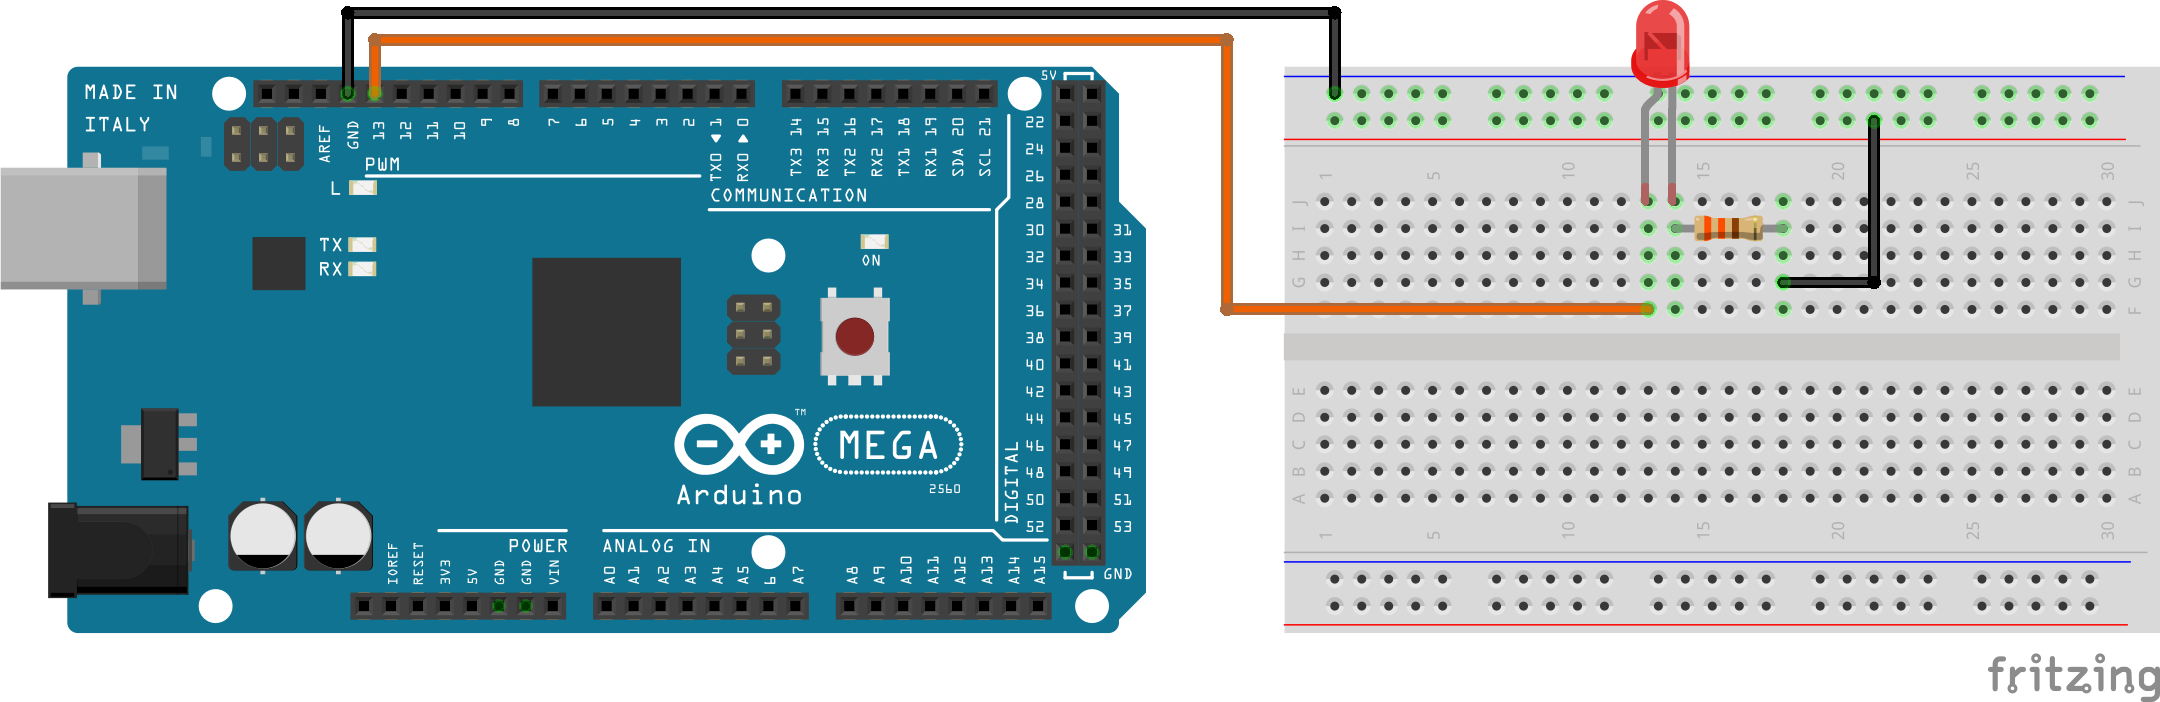 MADE IN
ITALY
AREF
GND
13
12
11
10
9
8
7
6
5
4
3
2
TX0 1
RX0 0
TX3 14
RX3 15
TX2 16
RX2 17
TX1 18
RX1 19
SDA 20
SCL 21
PWM
COMMUNICATION
L
TX
RX
ON
5V
22
24
26
28
30 31
32 33
34 35
36 37
38 39
40 41
42 43
44 45
46 47
48 49
50 51
52 53
GND
DIGITAL
MEGA
TM
Arduino
2560
POWER
ANALOG IN
IOREF
RESET
3V3
5V
GND
GND
VIN
A0
A1
A2
A3
A4
A5
6
A7
A8
A9
A10
A11
A12
A13
A14
A15
1 5 10 15 20 25 30
J J
I I
H H
G G
F F
E E
D D
C C
B B
A A
1 5 10 15 20 25 30
fritzing